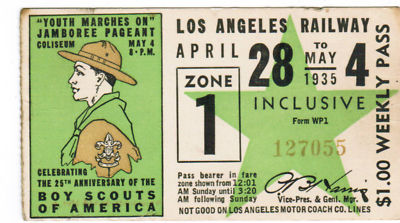 "YOUTH MARCHES ON"
JAMBOREE PAGEANT
COLISEUM MAY 4
8 · P.M.
CELEBRATING
THE 25TH ANNIVERSARY OF THE
BOY SCOUTS
OF AMERICA
LOS ANGELES RAILWAY
APRIL 28 TO MAY 4
1935
ZONE
1
INCLUSIVE
Form WP1
127055
Pass bearer in fare
zone shown from 12:01
AM Sunday until 3:20
AM following Sunday
Vice-Pres. & Genl. Mgr.
NOT GOOD ON LOS ANGELES MOTOR COACH CO. LINES
$1.00 WEEKLY PASS